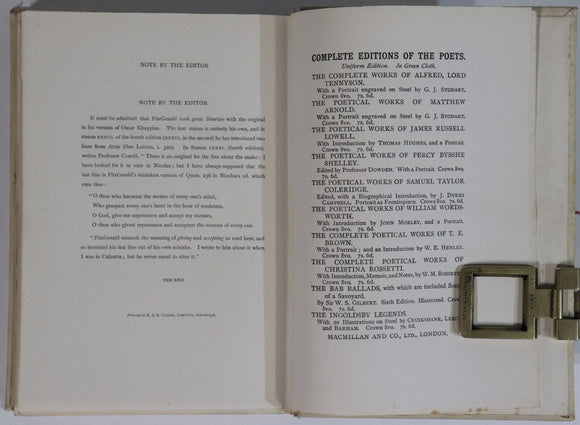 NOTE BY THE EDITOR
NOTE BY THE EDITOR
It must be admitted that FitzGerald took great liberties with the original
in his version of Omar Khayyám. The first stanza is entirely his own, and in
stanza XXXIII. of the fourth edition (XXXVI. in the second) he has introduced two
lines from Attár (See Letters, i. 320). In Stanza LXXXI. (fourth edition),
writes Professor Cowell, "There is no original for the line about the snake: I
have looked for it in vain in Nicolas; but I have always supposed that the
last line is FitzGerald's mistaken version of Quatr. 236 in Nicolas's ed. which
runs thus:
"O thou who knowest the secrets of every one's mind,
Who graspest every one's hand in the hour of weakness,
O God, give me repentance and accept my excuses,
O thou who givest repentance and acceptest the excuses of every one.
"FitzGerald mistook the meaning of giving and accepting as used here, and
so invented his last line out of his own mistake. I wrote to him about it when
I was in Calcutta; but he never cared to alter it."
THE END
Printed by R. & R. CLARK, LIMITED, Edinburgh.
COMPLETE EDITIONS OF THE POETS.
Uniform Edition. In Green Cloth.
THE COMPLETE WORKS OF ALFRED, LORD
TENNYSON.
With a Portrait engraved on Steel by G. J. STODART.
Crown 8vo. 7s. 6d.
THE POETICAL WORKS OF MATTHEW
ARNOLD.
With a Portrait engraved on Steel by G. J. STODART.
Crown 8vo. 7s. 6d.
THE POETICAL WORKS OF JAMES RUSSELL
LOWELL.
With Introduction by THOMAS HUGHES, and a Portrait.
Crown 8vo. 7s. 6d.
THE POETICAL WORKS OF PERCY BYSSHE
SHELLEY.
Edited by Professor DOWDEN. With a Portrait. Crown 8vo.
7s. 6d.
THE POETICAL WORKS OF SAMUEL TAYLOR
COLERIDGE.
Edited, with a Biographical Introduction, by J. DYKES
CAMPBELL. Portrait as Frontispiece. Crown 8vo. 7s. 6d.
THE POETICAL WORKS OF WILLIAM WORDS-
WORTH.
With Introduction by JOHN MORLEY, and a Portrait.
Crown 8vo. 7s. 6d.
THE COMPLETE POETICAL WORKS OF T. E.
BROWN.
With a Portrait; and an Introduction by W. E. HENLEY.
Crown 8vo. 7s. 6d.
THE COMPLETE POETICAL WORKS OF
CHRISTINA ROSSETTI.
With Introduction, Memoir, and Notes, by W. M. ROSSET
Crown 8vo. 7s. 6d.
THE BAB BALLADS, with which are included Song
of a Savoyard.
By Sir W. S. GILBERT. Sixth Edition. Illustrated. Crown
8vo. 7s. 6d.
THE INGOLDSBY LEGENDS.
With 20 Illustrations on Steel by CRUIKSHANK, LEEC
and BARHAM. Crown 8vo. 7s. 6d.
MACMILLAN AND CO., LTD., LONDON.